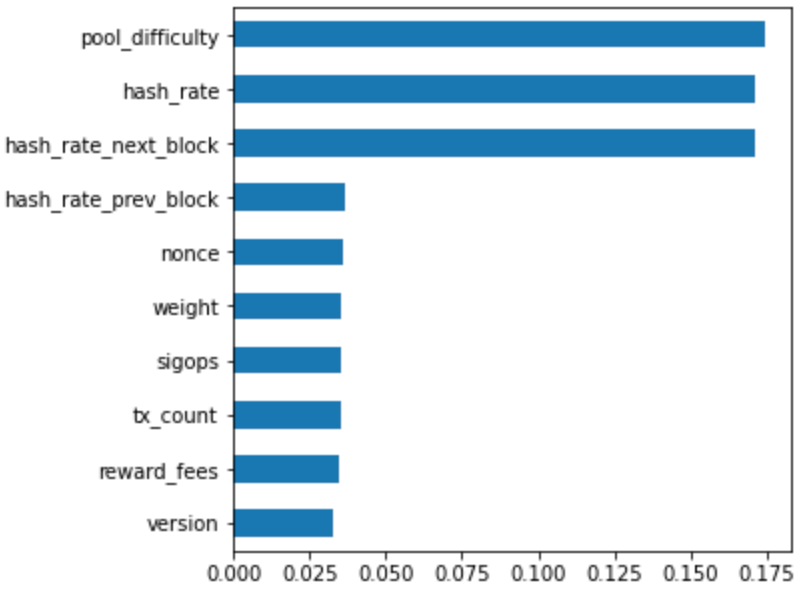 pool_difficulty
hash_rate
hash_rate_next_block
hash_rate_prev_block
nonce
weight
sigops
tx_count
reward_fees
version
0.000 0.025 0.050 0.075 0.100 0.125 0.150 0.175